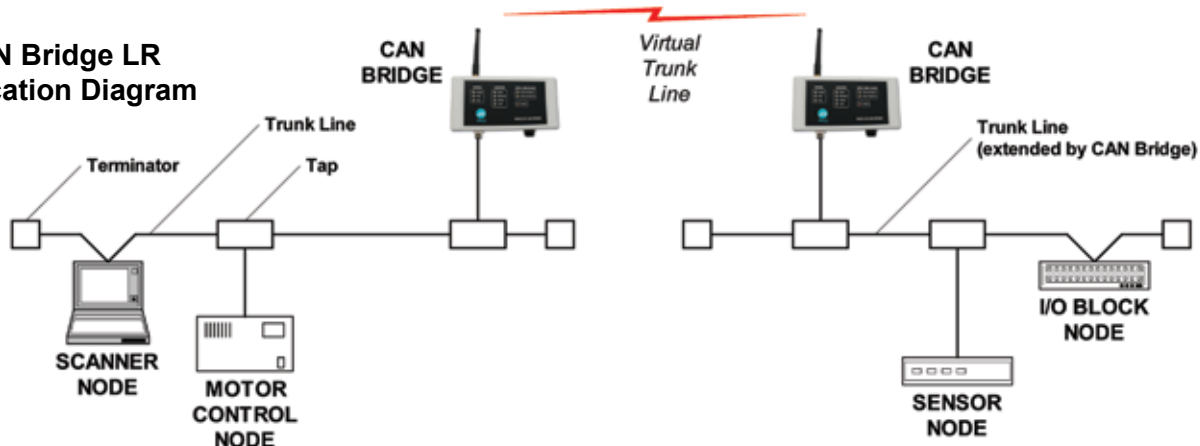 N Bridge LR
cation Diagram
CAN
BRIDGE
Virtual
Trunk
Line
CAN
BRIDGE
Trunk Line
Terminator
Tap
Trunk Line
(extended by CAN Bridge)
SCANNER
NODE
MOTOR
CONTROL
NODE
I/O BLOCK
NODE
SENSOR
NODE